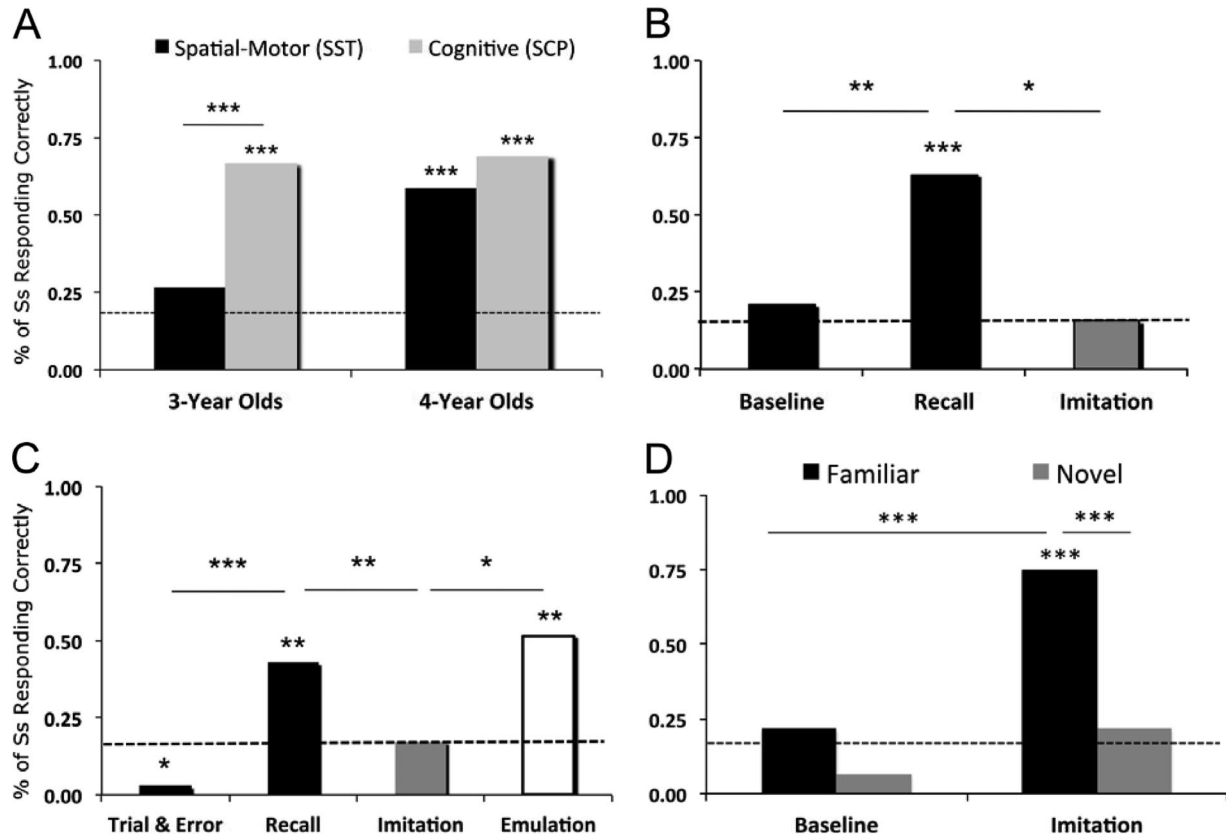 A
Spatial-Motor (SST) Cognitive (SCP)
% of Ss Responding Correctly
1.00
0.75
0.50
0.25
0.00
***
***
***
***
3-Year Olds 4-Year Olds
B
1.00
0.75
0.50
0.25
0.00
** *
***
Baseline Recall Imitation
C
% of Ss Responding Correctly
1.00
0.75
0.50
0.25
0.00
*** ** *
**
**
*
Trial & Error Recall Imitation Emulation
D
Familiar Novel
1.00
0.75
0.50
0.25
0.00
*** ***
***
Baseline Imitation